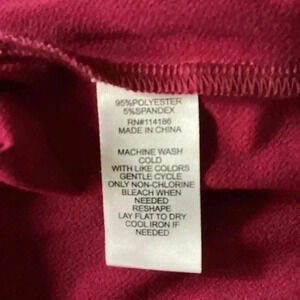 95%POLYESTER
5%SPANDEX
RN#114186
MADE IN CHINA
MACHINE WASH
COLD
WITH LIKE COLORS
GENTLE CYCLE
ONLY NON-CHLORINE
BLEACH WHEN
NEEDED
RESHAPE
LAY FLAT TO DRY
COOL IRON IF
NEEDED